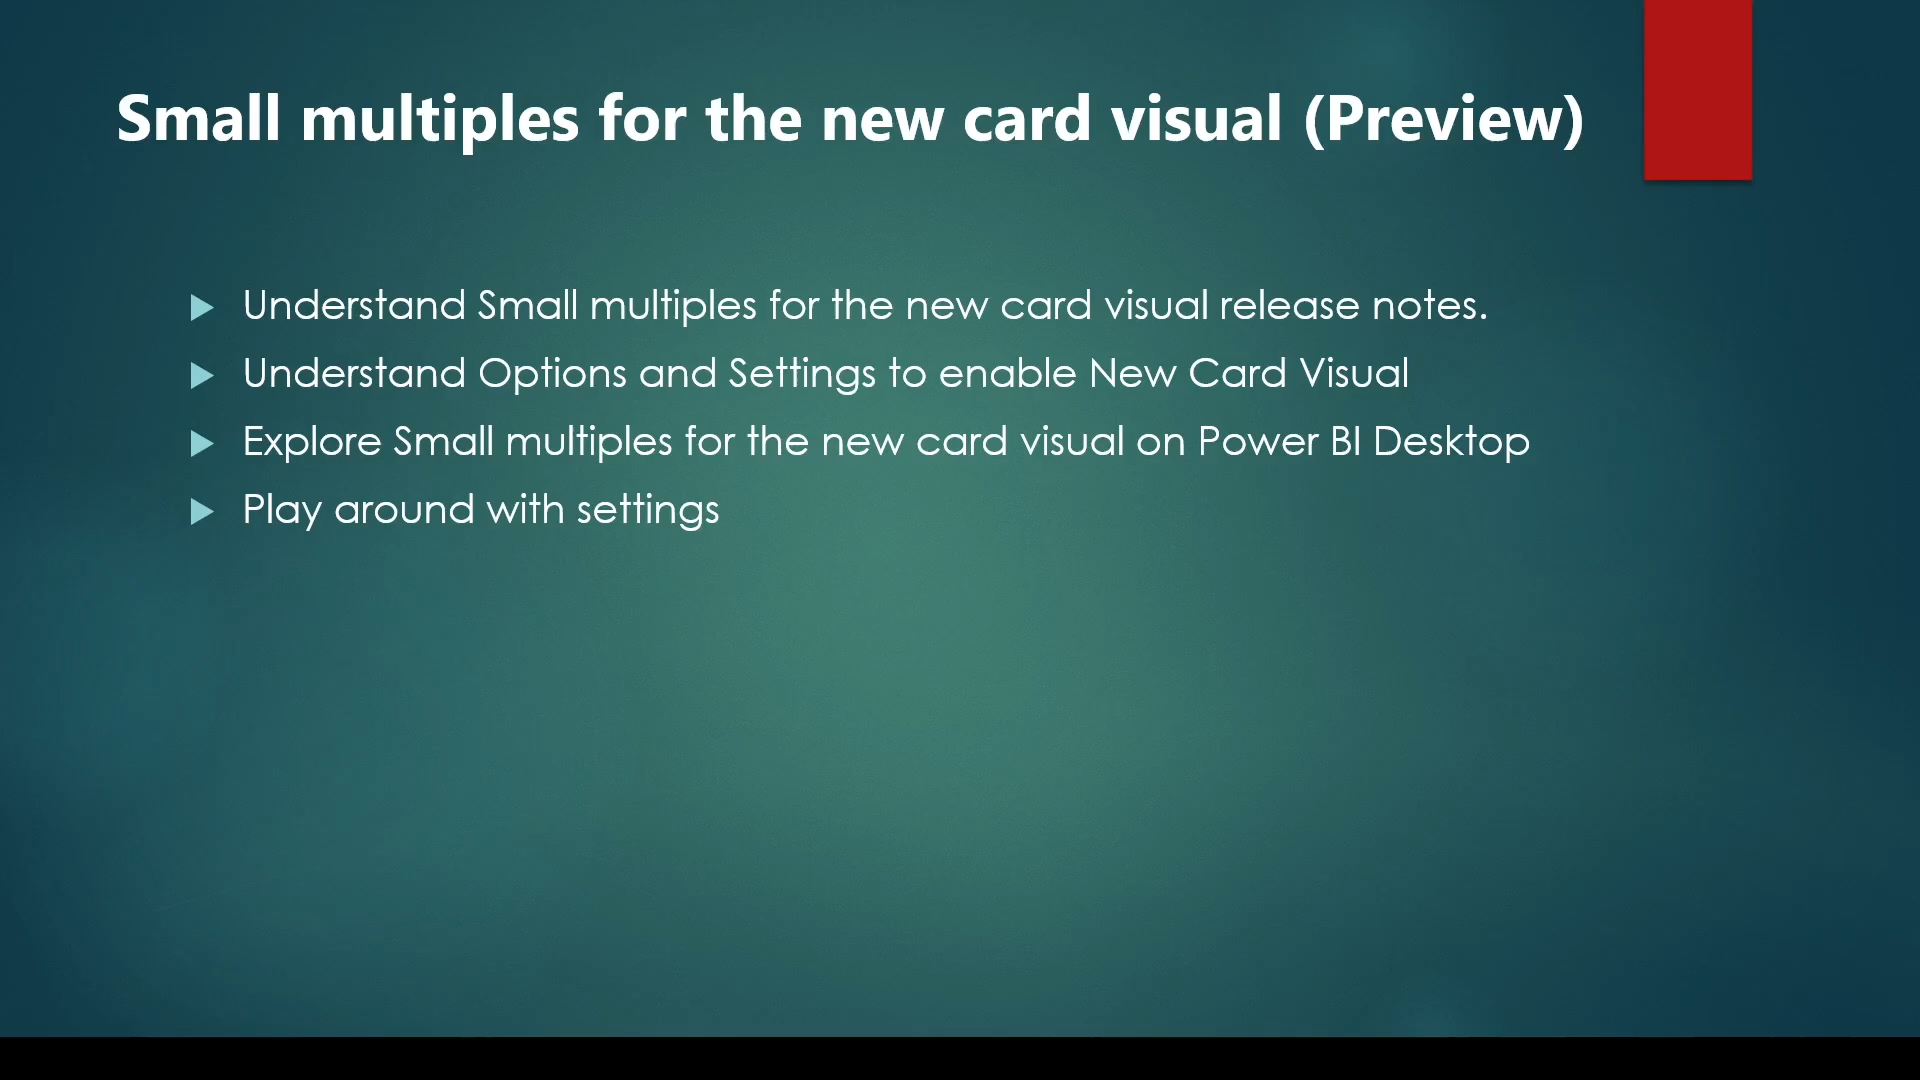 Small multiples for the new card visual (Preview)
Understand Small multiples for the new card visual release notes.
Understand Options and Settings to enable New Card Visual
Explore Small multiples for the new card visual on Power BI Desktop
Play around with settings